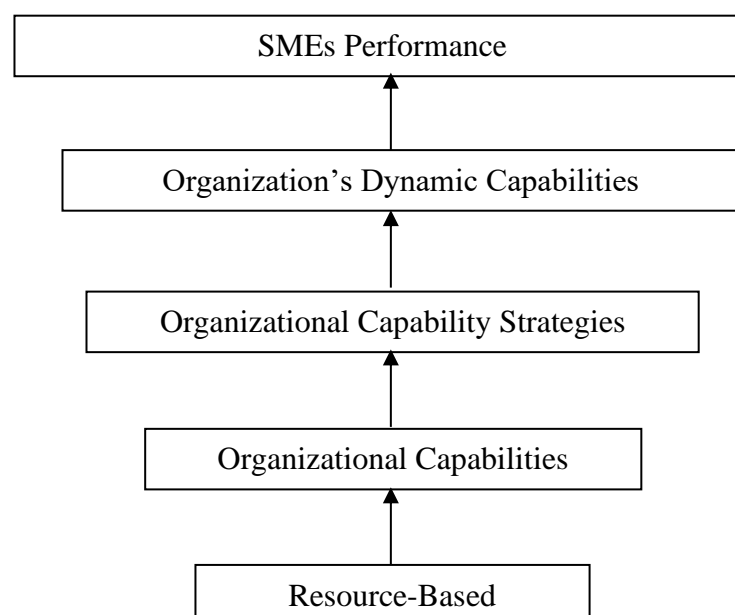 SMEs Performance
Organization’s Dynamic Capabilities
Organizational Capability Strategies
Organizational Capabilities
Resource-Based